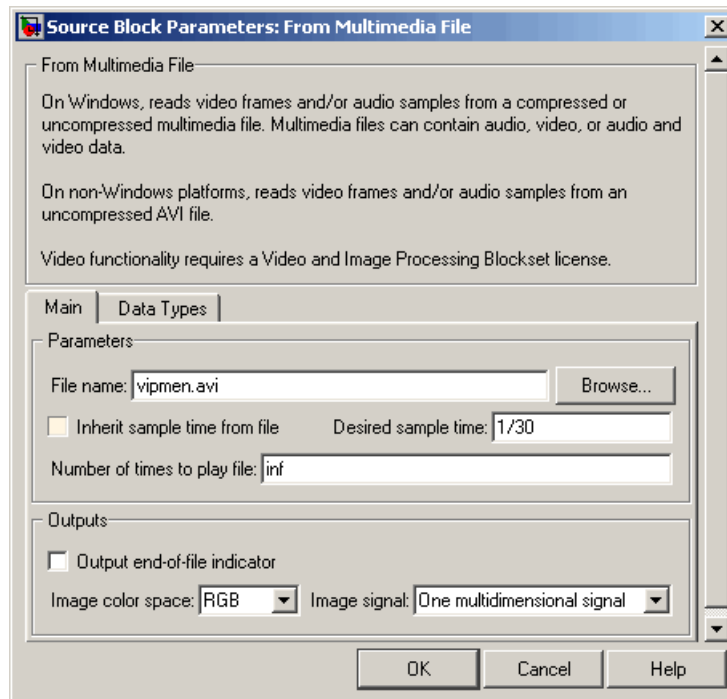 Source Block Parameters: From Multimedia File
From Multimedia File
On Windows, reads video frames and/or audio samples from a compressed or
uncompressed multimedia file. Multimedia files can contain audio, video, or audio and
video data.
On non-Windows platforms, reads video frames and/or audio samples from an
uncompressed AVI file.
Video functionality requires a Video and Image Processing Blockset license.
Main Data Types
Parameters
File name: vipmen.avi Browse...
Inherit sample time from file Desired sample time: 1/30
Number of times to play file: inf
Outputs
Output end-of-file indicator
Image color space: RGB Image signal: One multidimensional signal
OK Cancel Help